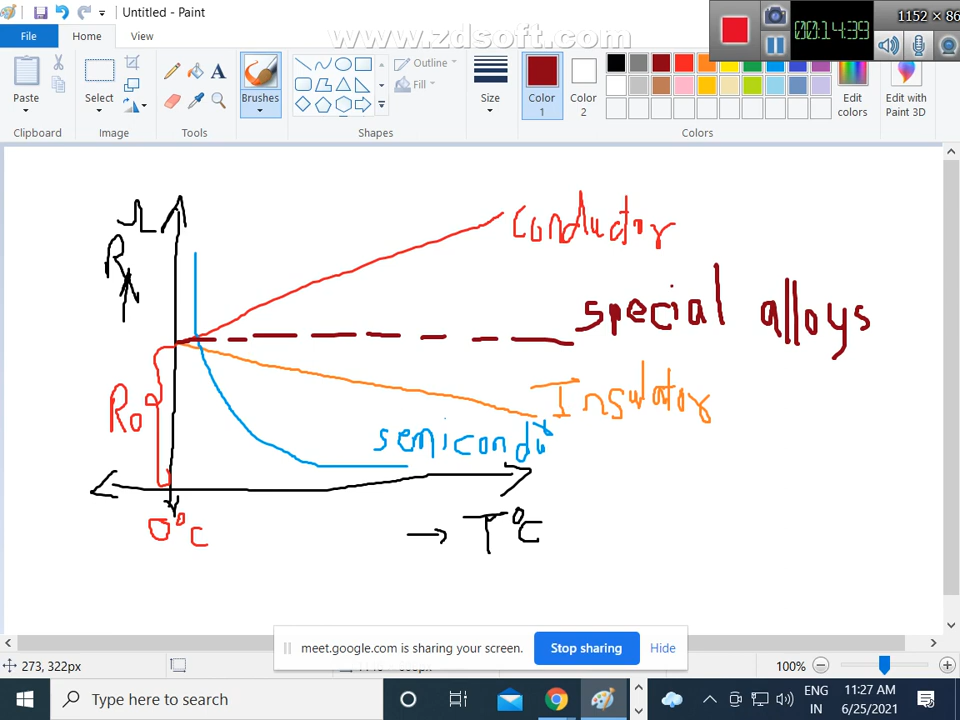 Untitled - Paint
www.zdsoft.com
1152 × 86
00:14:39
File
Home
View
Paste
Select
Brushes
Outline
Fill
Size
Color 1
Color 2
Edit colors
Edit with Paint 3D
Clipboard
Image
Tools
Shapes
Colors
Ω
R
conductor
special alloys
R0
Insulator
semicondu
0°C
→ T°C
meet.google.com is sharing your screen.
Stop sharing
Hide
273, 322px
100%
Type here to search
ENG
IN
11:27 AM
6/25/2021